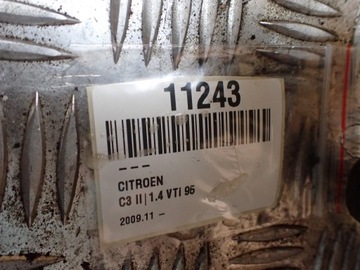 11243
---
CITROEN
C3 II | 1.4 VTI 95
2009.11 -